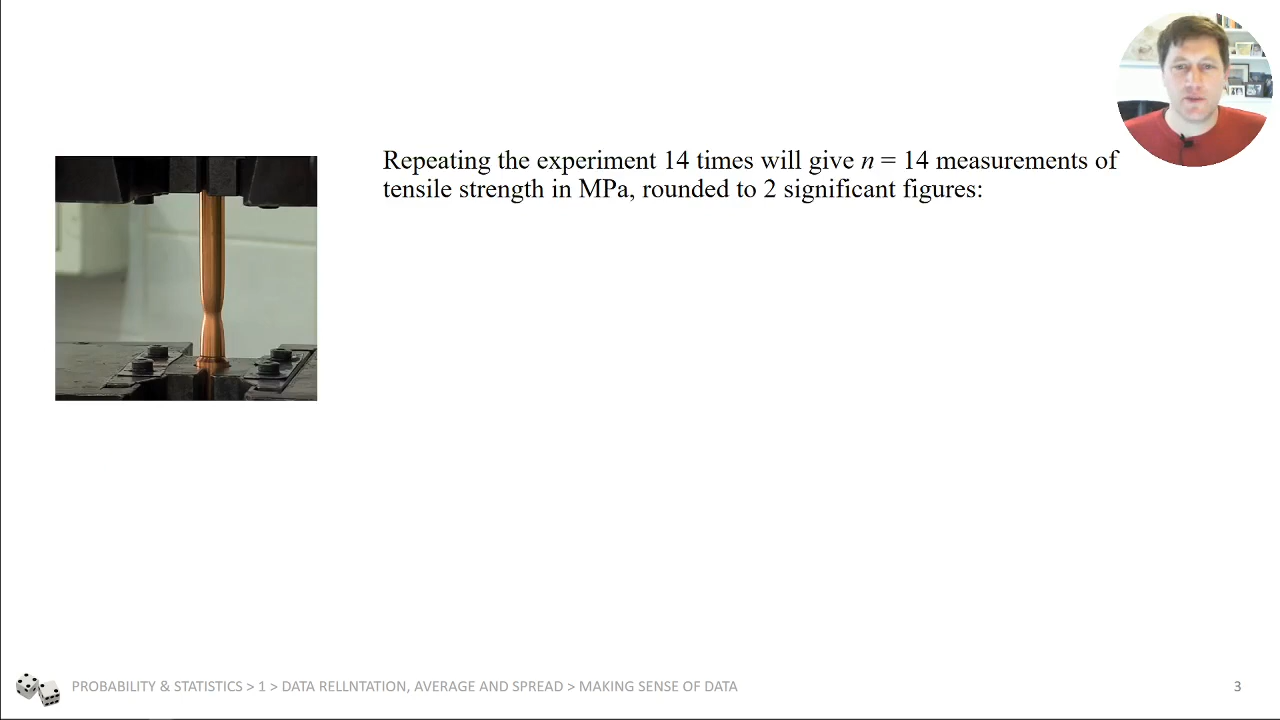 Repeating the experiment 14 times will give n = 14 measurements of
tensile strength in MPa, rounded to 2 significant figures:
PROBABILITY & STATISTICS > 1 > DATA RELLNTATION, AVERAGE AND SPREAD > MAKING SENSE OF DATA
3